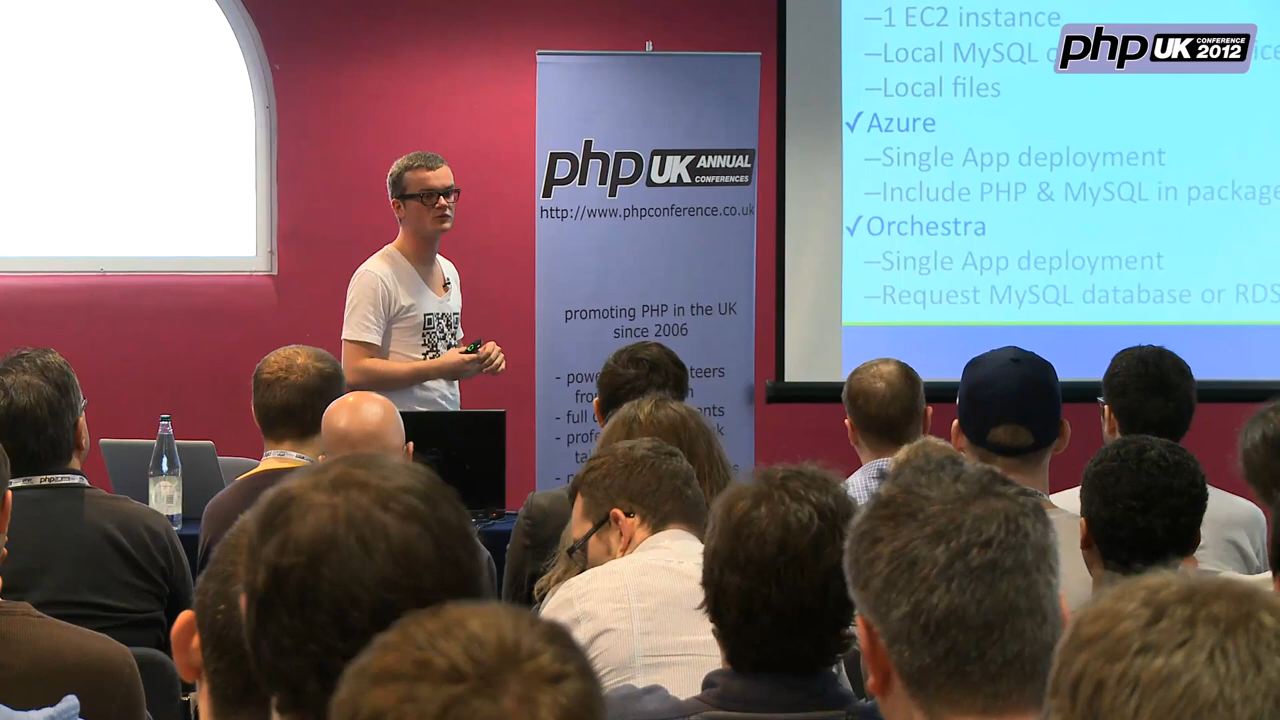 php UK ANNUAL CONFERENCES
http://www.phpconference.co.uk
promoting PHP in the UK
since 2006
- full
–1 EC2 instance
–Local MySQL
–Local files
✓Azure
–Single App deployment
–Include PHP & MySQL in package
✓Orchestra
–Single App deployment
–Request MySQL database or RDS
php UK CONFERENCE 2012
php